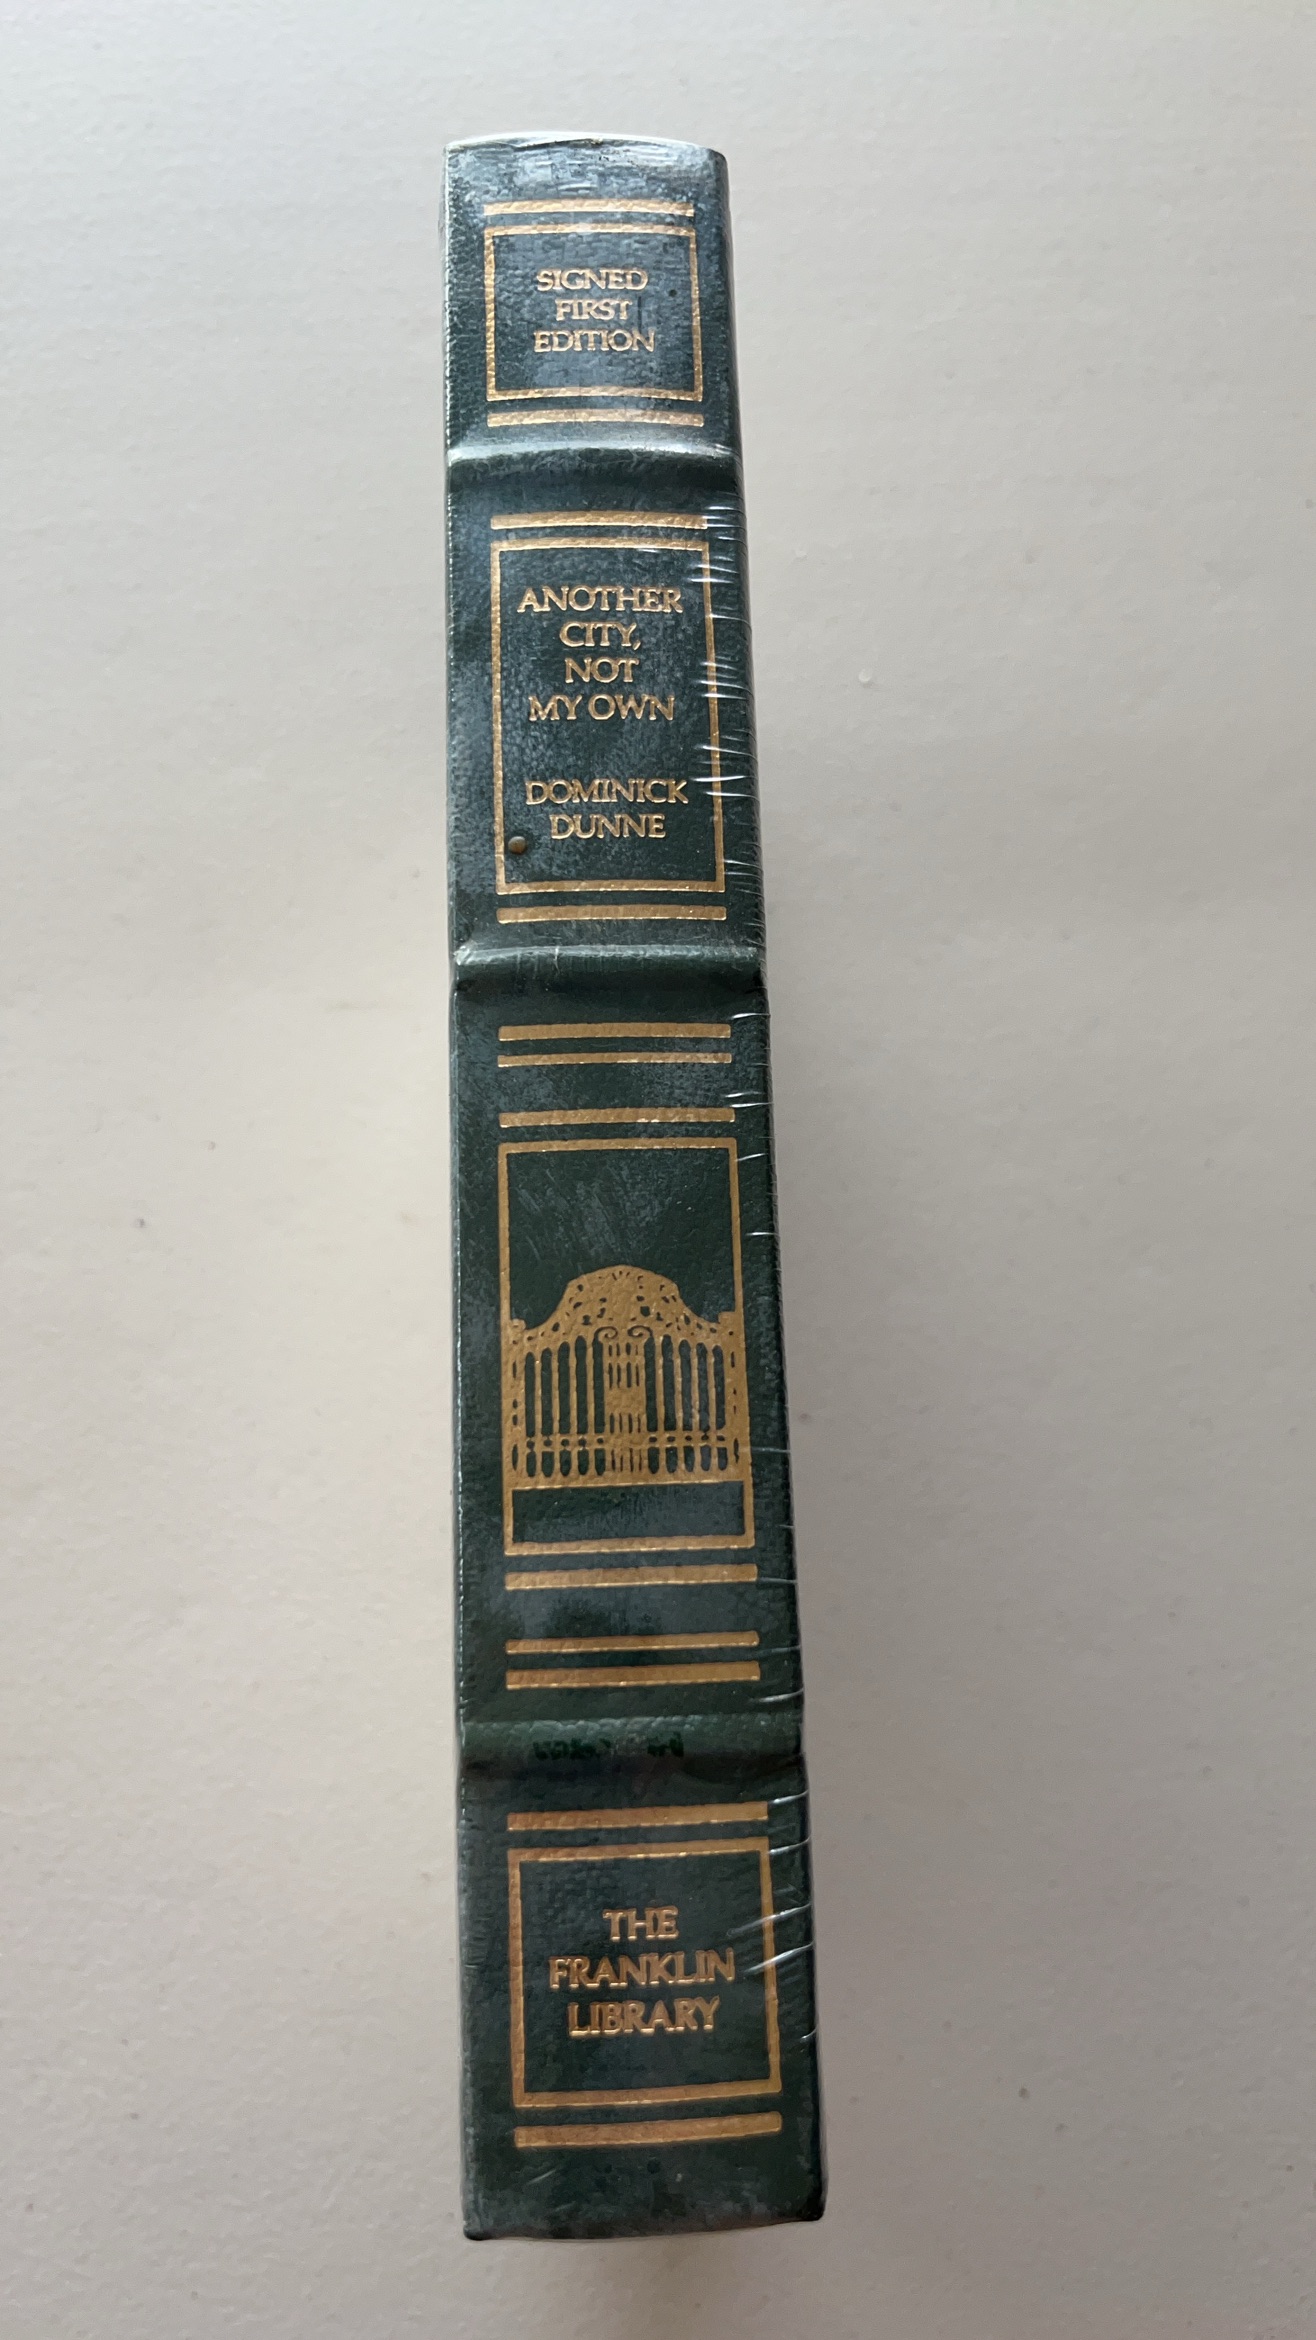 SIGNED
FIRST
EDITION
ANOTHER
CITY,
NOT
MY OWN
DOMINICK
DUNNE
THE
FRANKLIN
LIBRARY